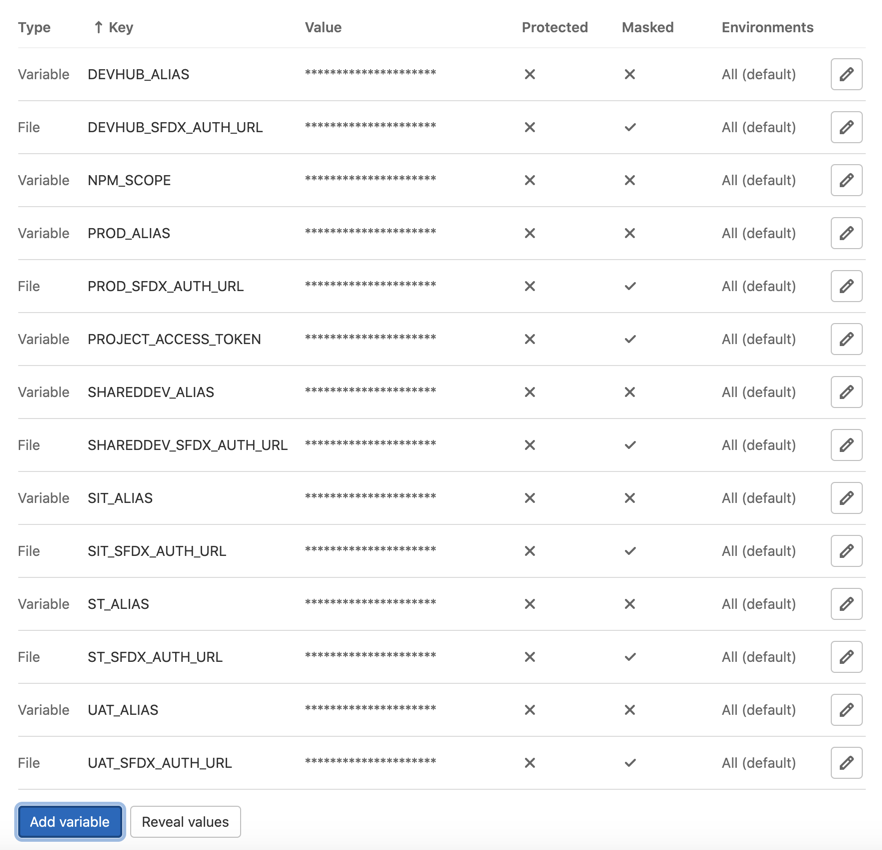 Type ↑ Key Value Protected Masked Environments
Variable DEVHUB_ALIAS ********************* All (default)
File DEVHUB_SFDX_AUTH_URL ********************* All (default)
Variable NPM_SCOPE ********************* All (default)
Variable PROD_ALIAS ********************* All (default)
File PROD_SFDX_AUTH_URL ********************* All (default)
Variable PROJECT_ACCESS_TOKEN ********************* All (default)
Variable SHAREDDEV_ALIAS ********************* All (default)
File SHAREDDEV_SFDX_AUTH_URL ********************* All (default)
Variable SIT_ALIAS ********************* All (default)
File SIT_SFDX_AUTH_URL ********************* All (default)
Variable ST_ALIAS ********************* All (default)
File ST_SFDX_AUTH_URL ********************* All (default)
Variable UAT_ALIAS ********************* All (default)
File UAT_SFDX_AUTH_URL ********************* All (default)
Add variable Reveal values